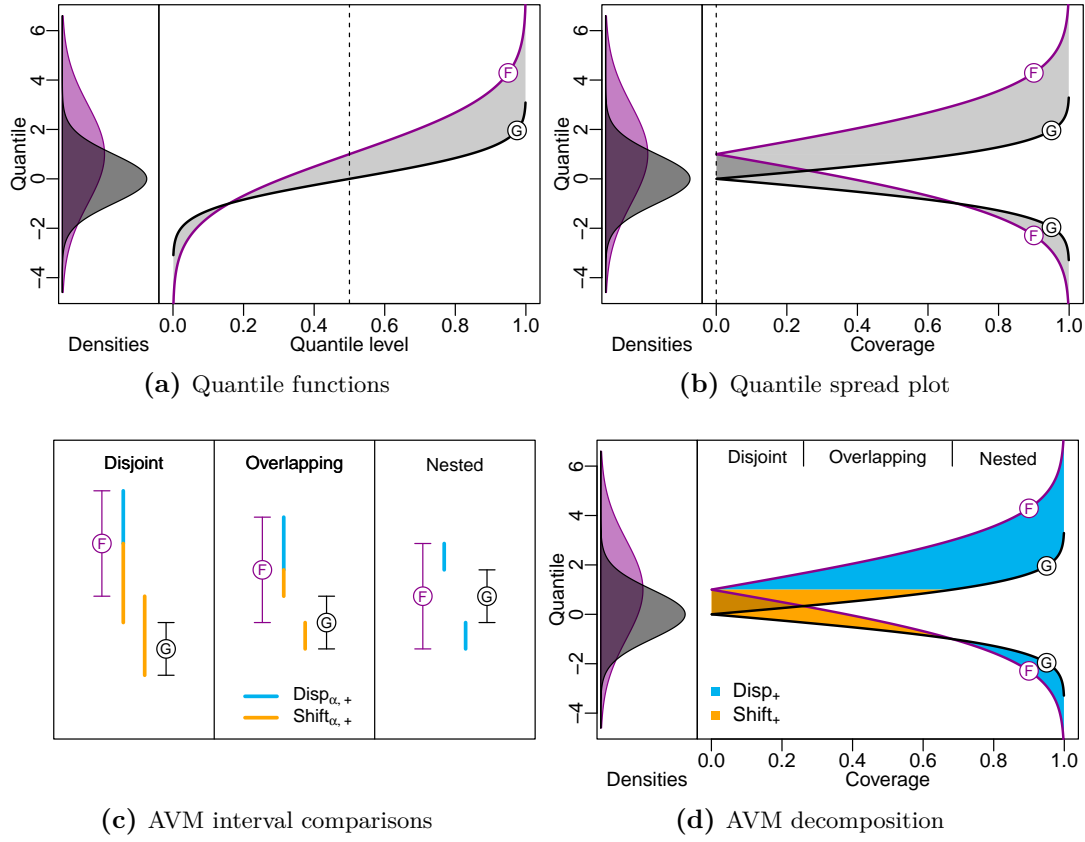 Quantile
6
4
2
0
−2
−4
F
G
0.0 0.2 0.4 0.6 0.8 1.0
Densities
Quantile level
(a) Quantile functions
Quantile
6
4
2
0
−2
−4
F
G
G
F
0.0 0.2 0.4 0.6 0.8 1.0
Densities
Coverage
(b) Quantile spread plot
Disjoint
Overlapping
Nested
F
G
F
G
F
G
Disp α, +
Shift α, +
(c) AVM interval comparisons
Quantile
6
4
2
0
−2
−4
Disjoint
Overlapping
Nested
F
G
G
F
Disp +
Shift +
0.0 0.2 0.4 0.6 0.8 1.0
Densities
Coverage
(d) AVM decomposition